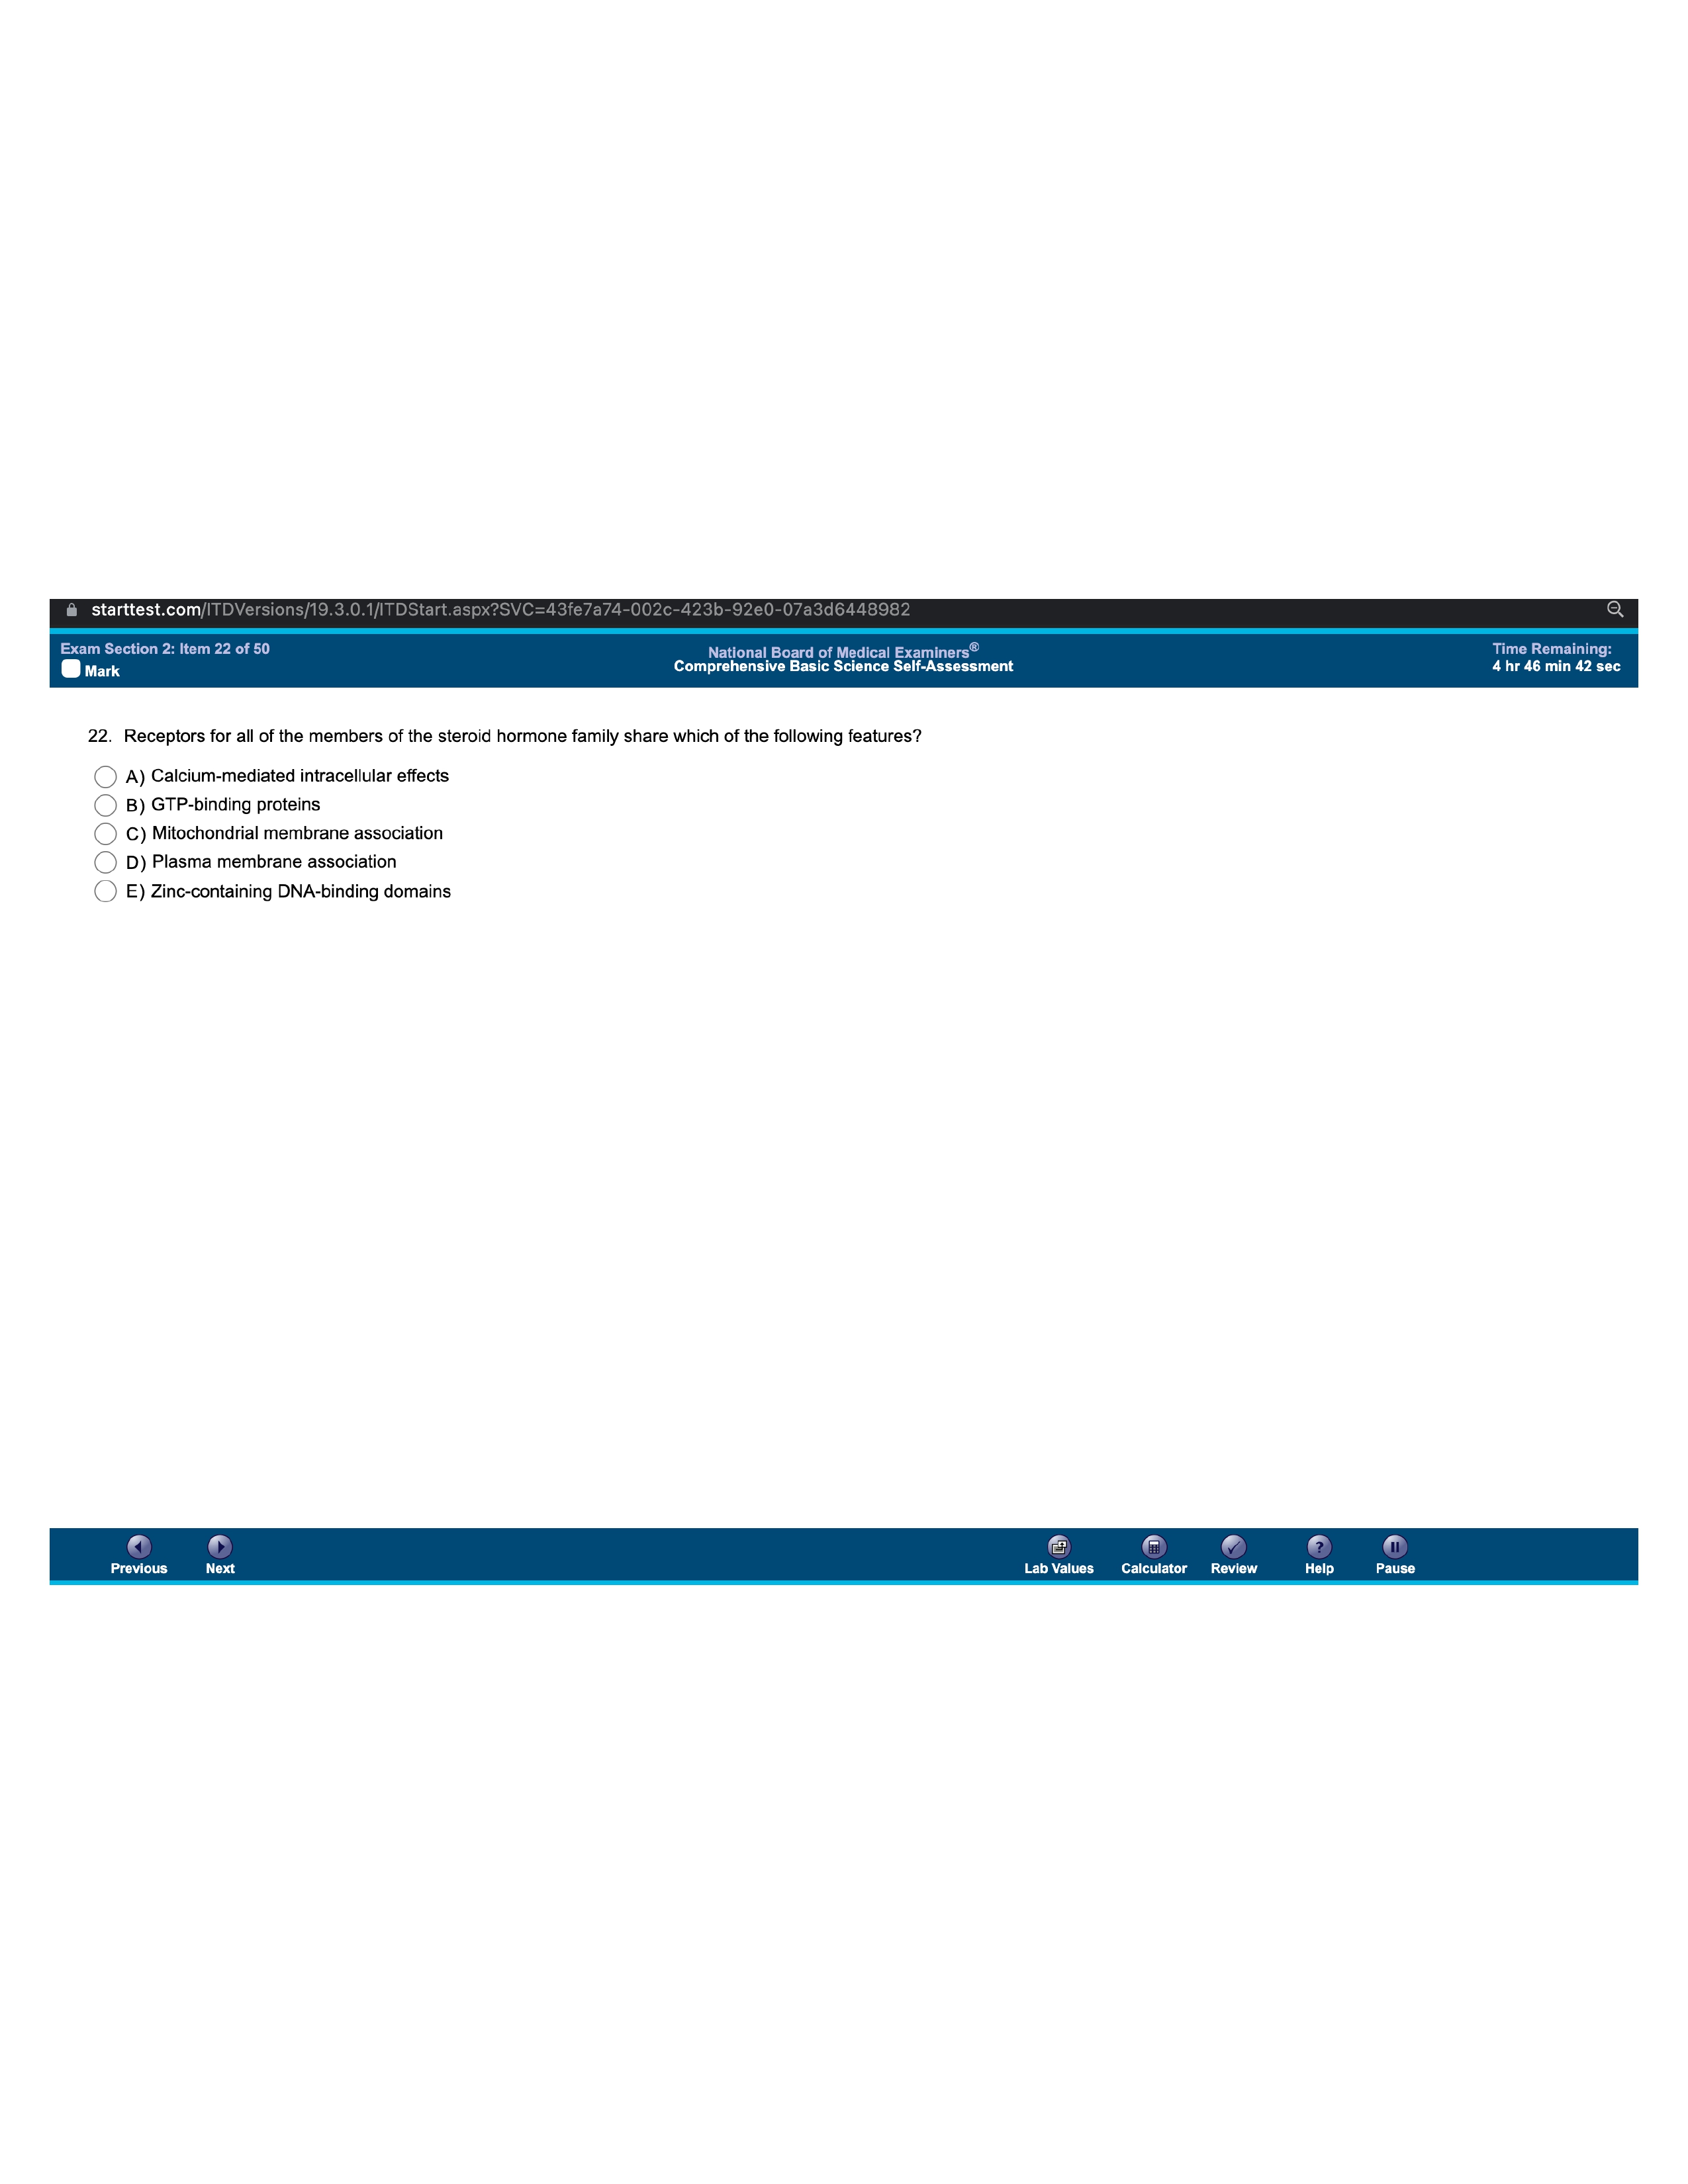 starttest.com/ITDVersions/19.3.0.1/ITDStart.aspx?SVC=43fe7a74-002c-423b-92e0-07a3d6448982
Exam Section 2: Item 22 of 50
Mark
National Board of Medical Examiners®
Comprehensive Basic Science Self-Assessment
Time Remaining:
4 hr 46 min 42 sec
22. Receptors for all of the members of the steroid hormone family share which of the following features?
A) Calcium-mediated intracellular effects
B) GTP-binding proteins
C) Mitochondrial membrane association
D) Plasma membrane association
E) Zinc-containing DNA-binding domains
Previous
Next
Lab Values
Calculator
Review
Help
Pause